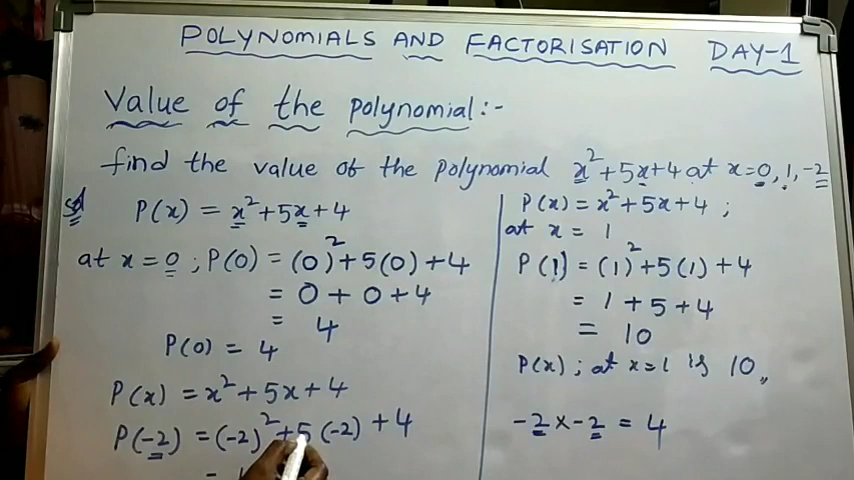 POLYNOMIALS AND FACTORISATION DAY-1
Value of the polynomial:-
find the value of the polynomial x²+5x+4 at x=0, 1, -2
Sol P(x) = x²+5x+4
at x=0 ; P(0) = (0)²+5(0)+4
= 0+0+4
= 4
P(0) = 4
P(x) = x²+5x+4
P(-2) = (-2)²+5(-2)+4
=
P(x) = x²+5x+4 ;
at x = 1
P(1) = (1)²+5(1)+4
= 1+5+4
= 10
P(x) ; at x=1 is 10,,
-2 x -2 = 4